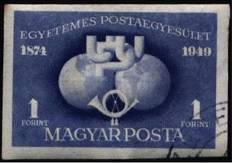 EGYETEMES POSTAEGYESÜLET
1874 1949
1 1
FORINT FORINT
MAGYAR POSTA